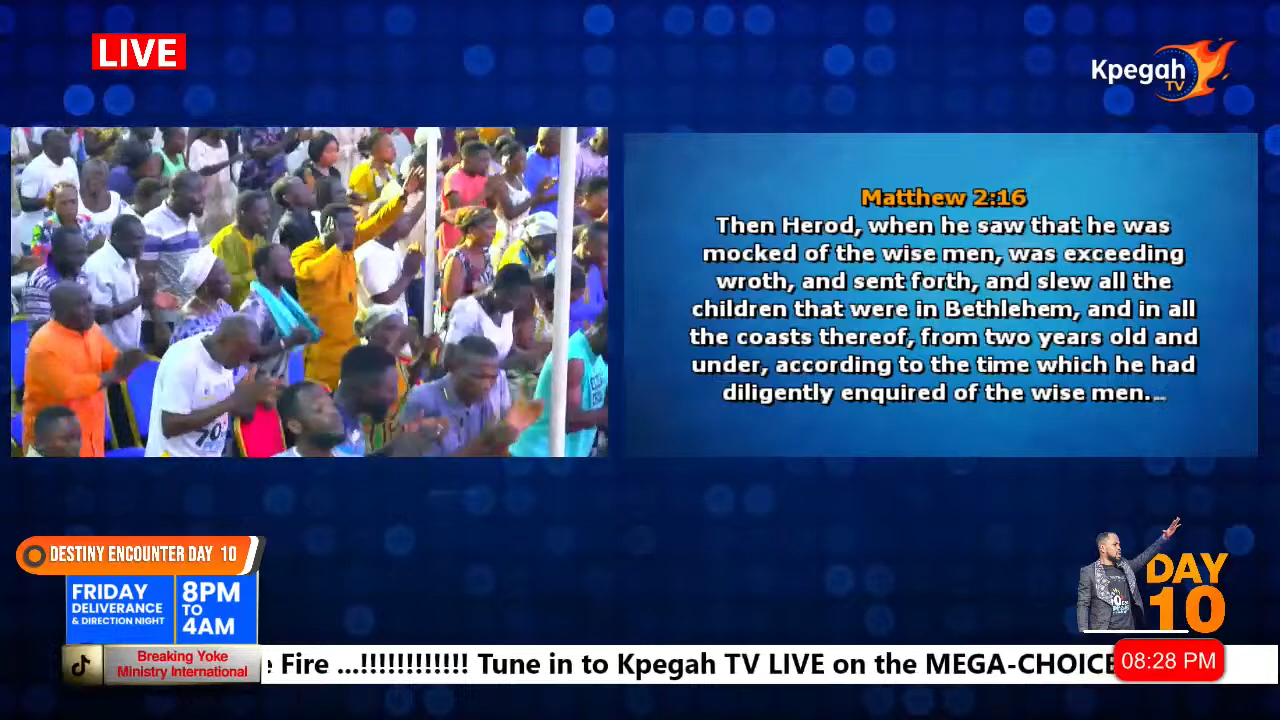 LIVE
Kpegah
TV
Matthew 2:16
Then Herod, when he saw that he was
mocked of the wise men, was exceeding
wroth, and sent forth, and slew all the
children that were in Bethlehem, and in all
the coasts thereof, from two years old and
under, according to the time which he had
diligently enquired of the wise men.
DESTINY ENCOUNTER DAY 10
FRIDAY
DELIVERANCE
& DIRECTION NIGHT
8PM
TO
4AM
DAY
10
Breaking Yoke
Ministry International
e Fire ...!!!!!!!!!!!! Tune in to Kpegah TV LIVE on the MEGA-CHOICE
08:28 PM